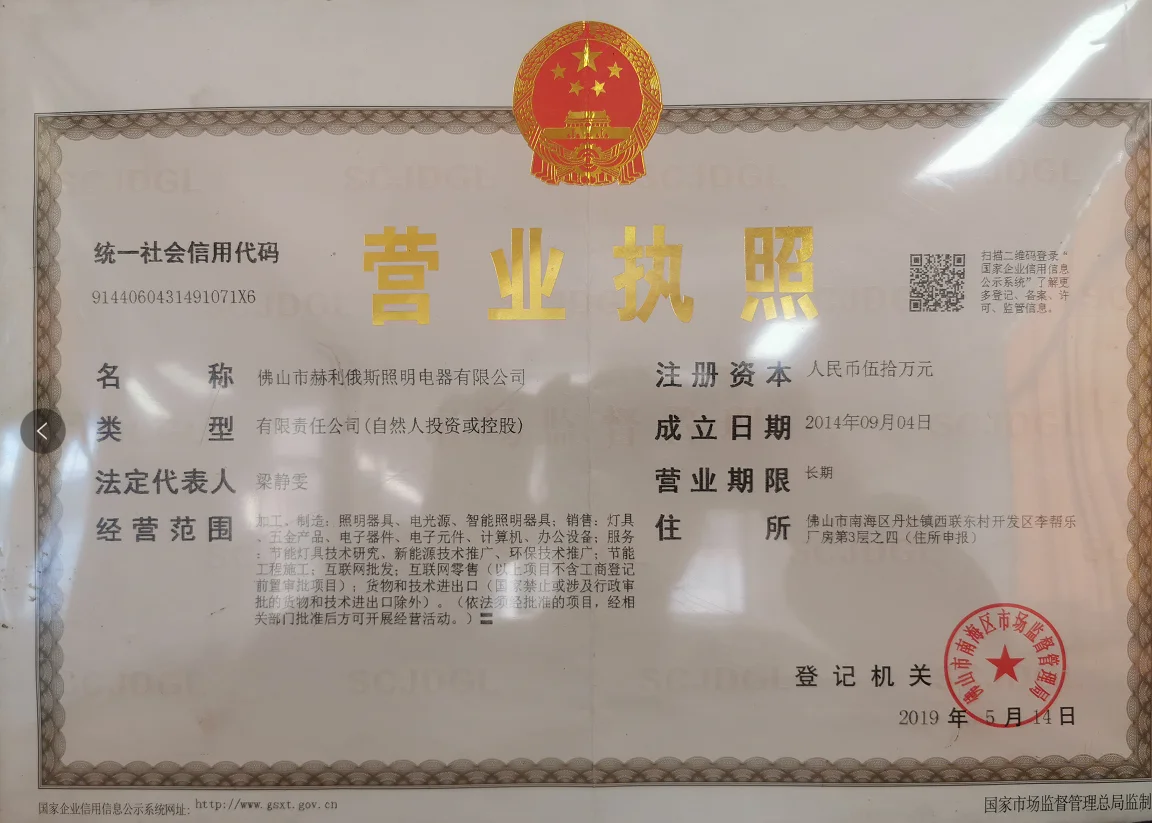 统一社会信用代码
9144060431491071X6
营业执照
扫描二维码登录“
国家企业信用信息
公示系统”了解更
多登记、备案、许
可、监管信息。
名称 佛山市赫利俄斯照明电器有限公司
类型 有限责任公司(自然人投资或控股)
法定代表人 梁静雯
经营范围 加工、制造：照明器具、电光源、智能照明器具；销售：灯具
、五金产品、电子器件、电子元件、计算机、办公设备；服务
：节能灯具技术研究、新能源技术推广、环保技术推广；节能
工程施工；互联网批发；互联网零售（以上项目不含工商登记
前置审批项目）；货物和技术进出口（国家禁止或涉及行政审
批的货物和技术进出口除外）。（依法须经批准的项目，经相
关部门批准后方可开展经营活动。）
注册资本 人民币伍拾万元
成立日期 2014年09月04日
营业期限 长期
住所 佛山市南海区丹灶镇西联东村开发区李帮乐
厂房第3层之四（住所申报）
登记机关
佛山市南海区市场监督管理局
2019 年 5 月 14 日
国家企业信用信息公示系统网址：http://www.gsxt.gov.cn
国家市场监督管理总局监制